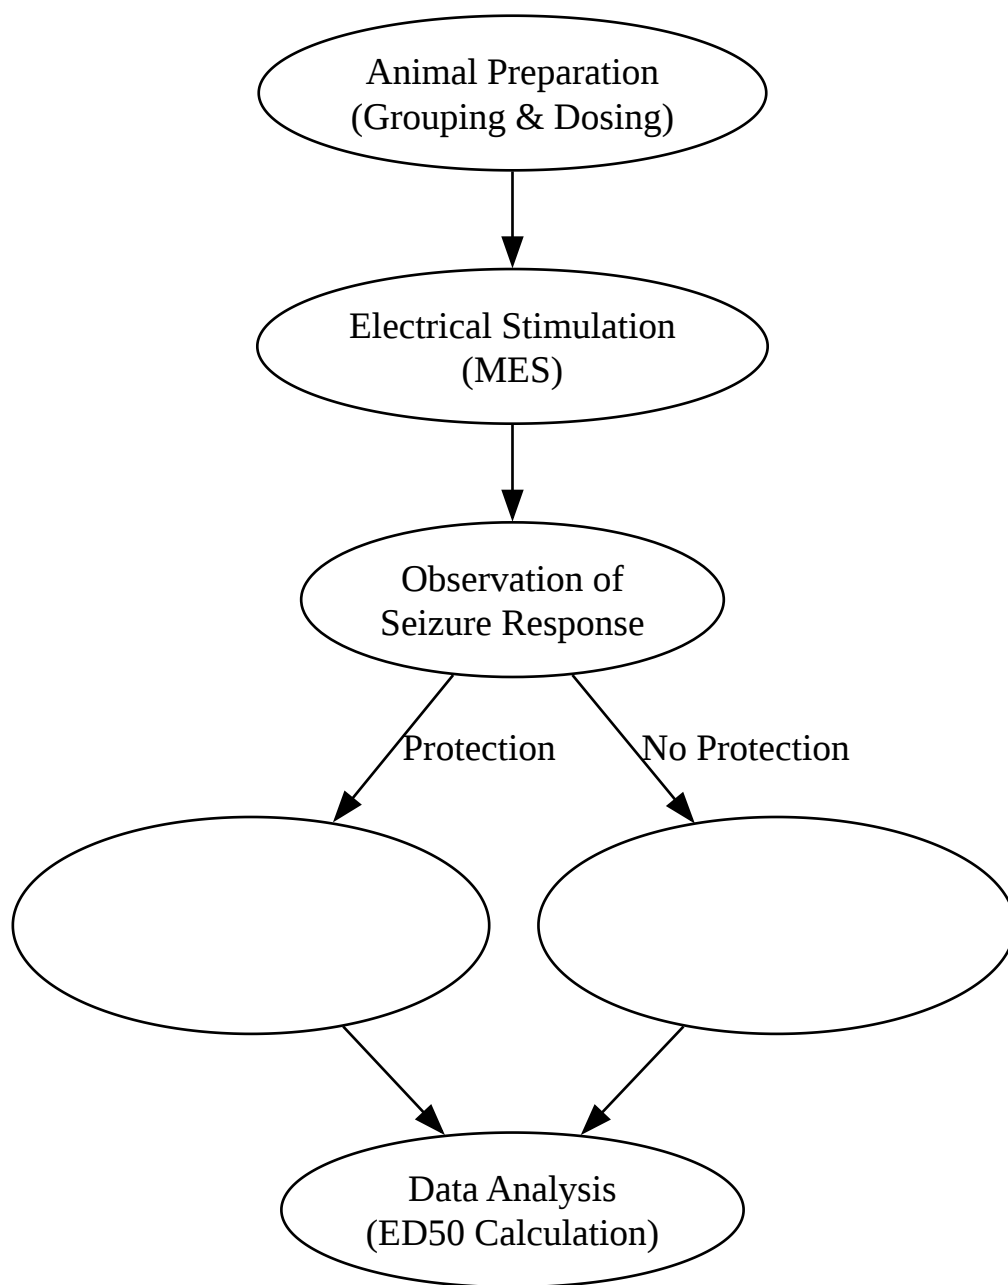 Animal Preparation
(Grouping & Dosing)
Electrical Stimulation
(MES)
Observation of
Seizure Response
Protection
No Protection
Data Analysis
(ED50 Calculation)